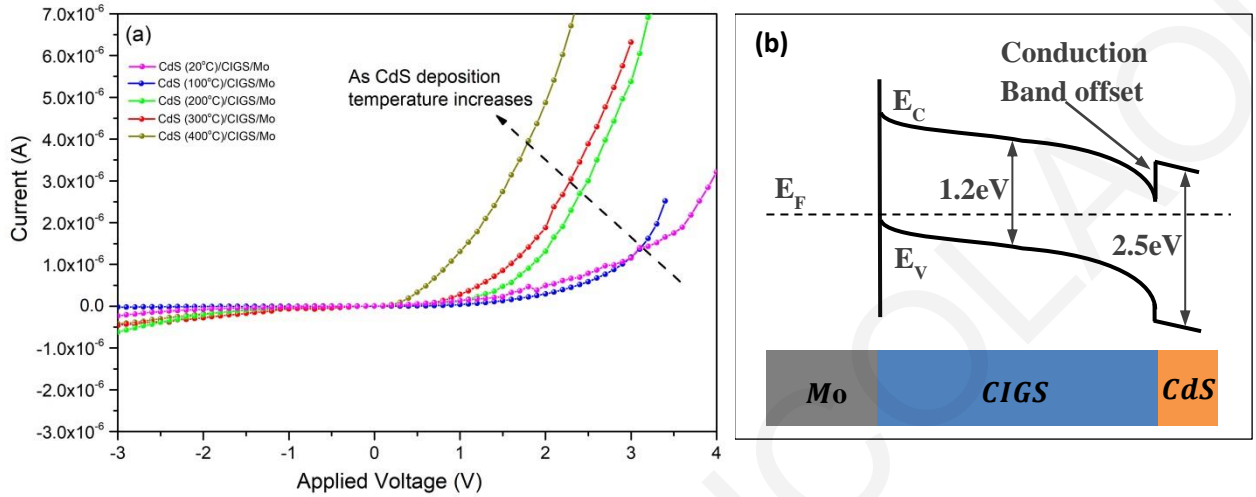 (a)
CdS (20°C)/CIGS/Mo
CdS (100°C)/CIGS/Mo
CdS (200°C)/CIGS/Mo
CdS (300°C)/CIGS/Mo
CdS (400°C)/CIGS/Mo
As CdS deposition
temperature increases
7.0x10⁻⁶
6.0x10⁻⁶
5.0x10⁻⁶
4.0x10⁻⁶
3.0x10⁻⁶
2.0x10⁻⁶
1.0x10⁻⁶
0.0
-1.0x10⁻⁶
-2.0x10⁻⁶
-3.0x10⁻⁶
Current (A)
-3 -2 -1 0 1 2 3 4
Applied Voltage (V)
(b)
Conduction
Band offset
E_C
1.2eV
E_F
2.5eV
E_V
Mo CIGS CdS